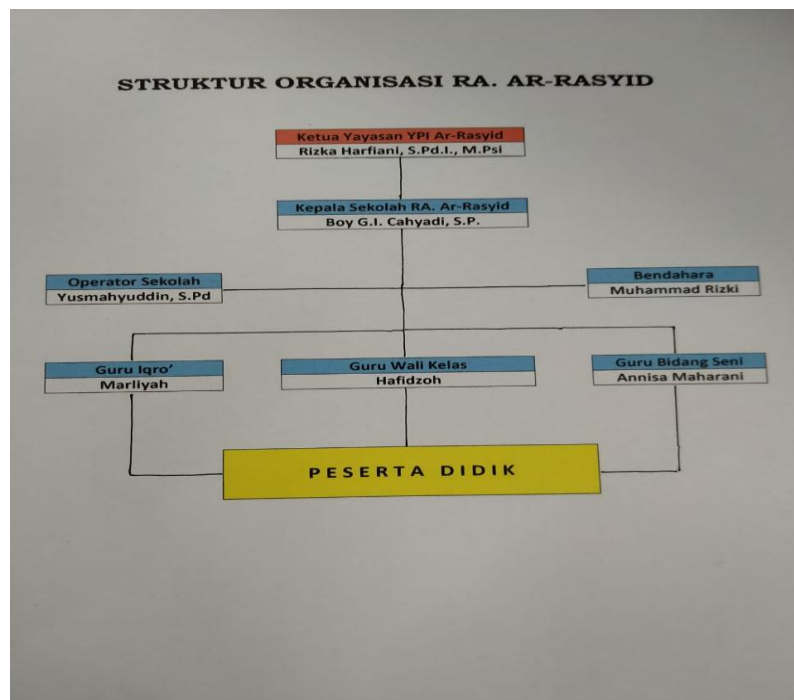 STRUKTUR ORGANISASI RA. AR-RASYID
Ketua Yayasan YPI Ar-Rasyid
Rizka Harfiani, S.Pd.I., M.Psi
Kepala Sekolah RA. Ar-Rasyid
Boy G.I. Cahyadi, S.P.
Operator Sekolah
Yusmahyuddin, S.Pd
Bendahara
Muhammad Rizki
Guru Iqro’
Marliyah
Guru Wali Kelas
Hafidzoh
Guru Bidang Seni
Annisa Maharani
PESERTA DIDIK